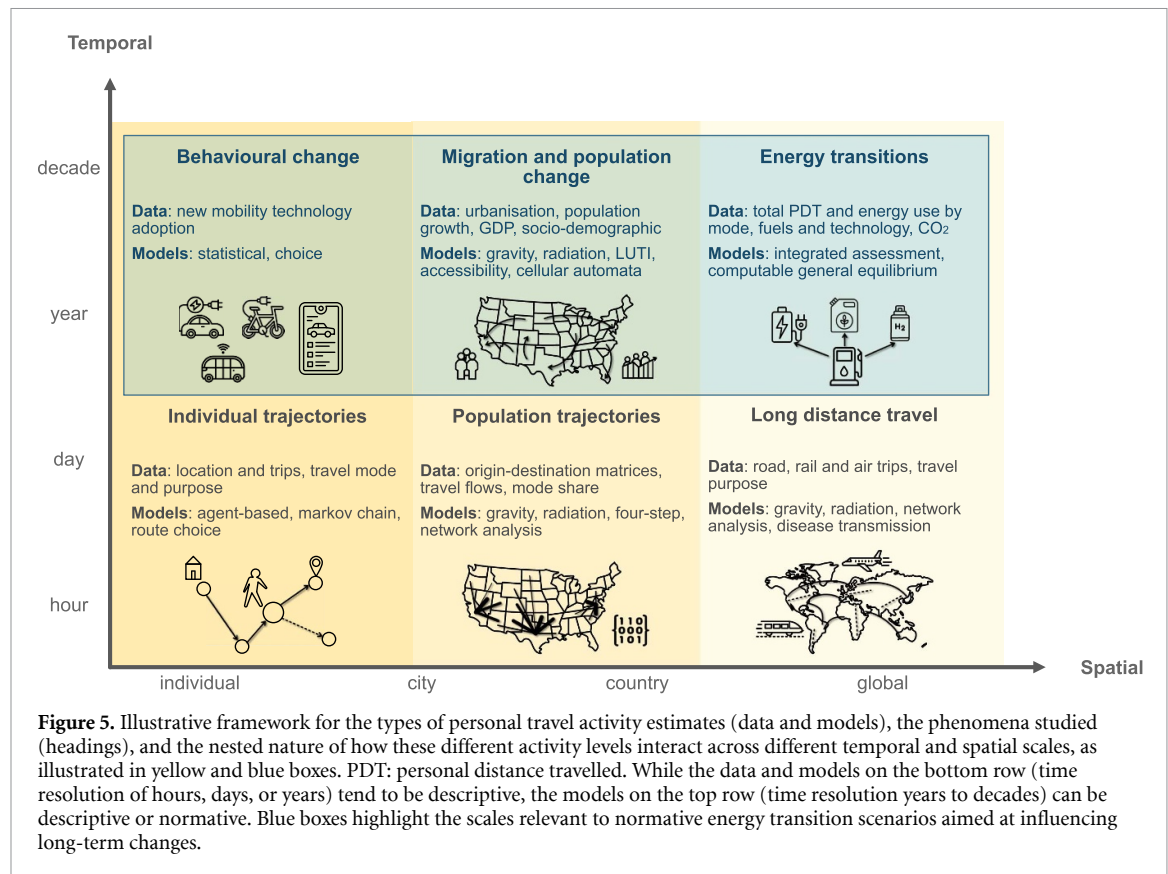 Temporal
decade
year
day
hour
Behavioural change
Data: new mobility technology
adoption
Models: statistical, choice
Migration and population
change
Data: urbanisation, population
growth, GDP, socio-demographic
Models: gravity, radiation, LUTI,
accessibility, cellular automata
Energy transitions
Data: total PDT and energy use by
mode, fuels and technology, CO₂
Models: integrated assessment,
computable general equilibrium
H₂
Individual trajectories
Data: location and trips, travel mode
and purpose
Models: agent-based, markov chain,
route choice
Population trajectories
Data: origin-destination matrices,
travel flows, mode share
Models: gravity, radiation, four-step,
network analysis
110
000
101
Long distance travel
Data: road, rail and air trips, travel
purpose
Models: gravity, radiation, network
analysis, disease transmission
individual
city
country
global
Spatial
Figure 5. Illustrative framework for the types of personal travel activity estimates (data and models), the phenomena studied
(headings), and the nested nature of how these different activity levels interact across different temporal and spatial scales, as
illustrated in yellow and blue boxes. PDT: personal distance travelled. While the data and models on the bottom row (time
resolution of hours, days, or years) tend to be descriptive, the models on the top row (time resolution years to decades) can be
descriptive or normative. Blue boxes highlight the scales relevant to normative energy transition scenarios aimed at influencing
long-term changes.